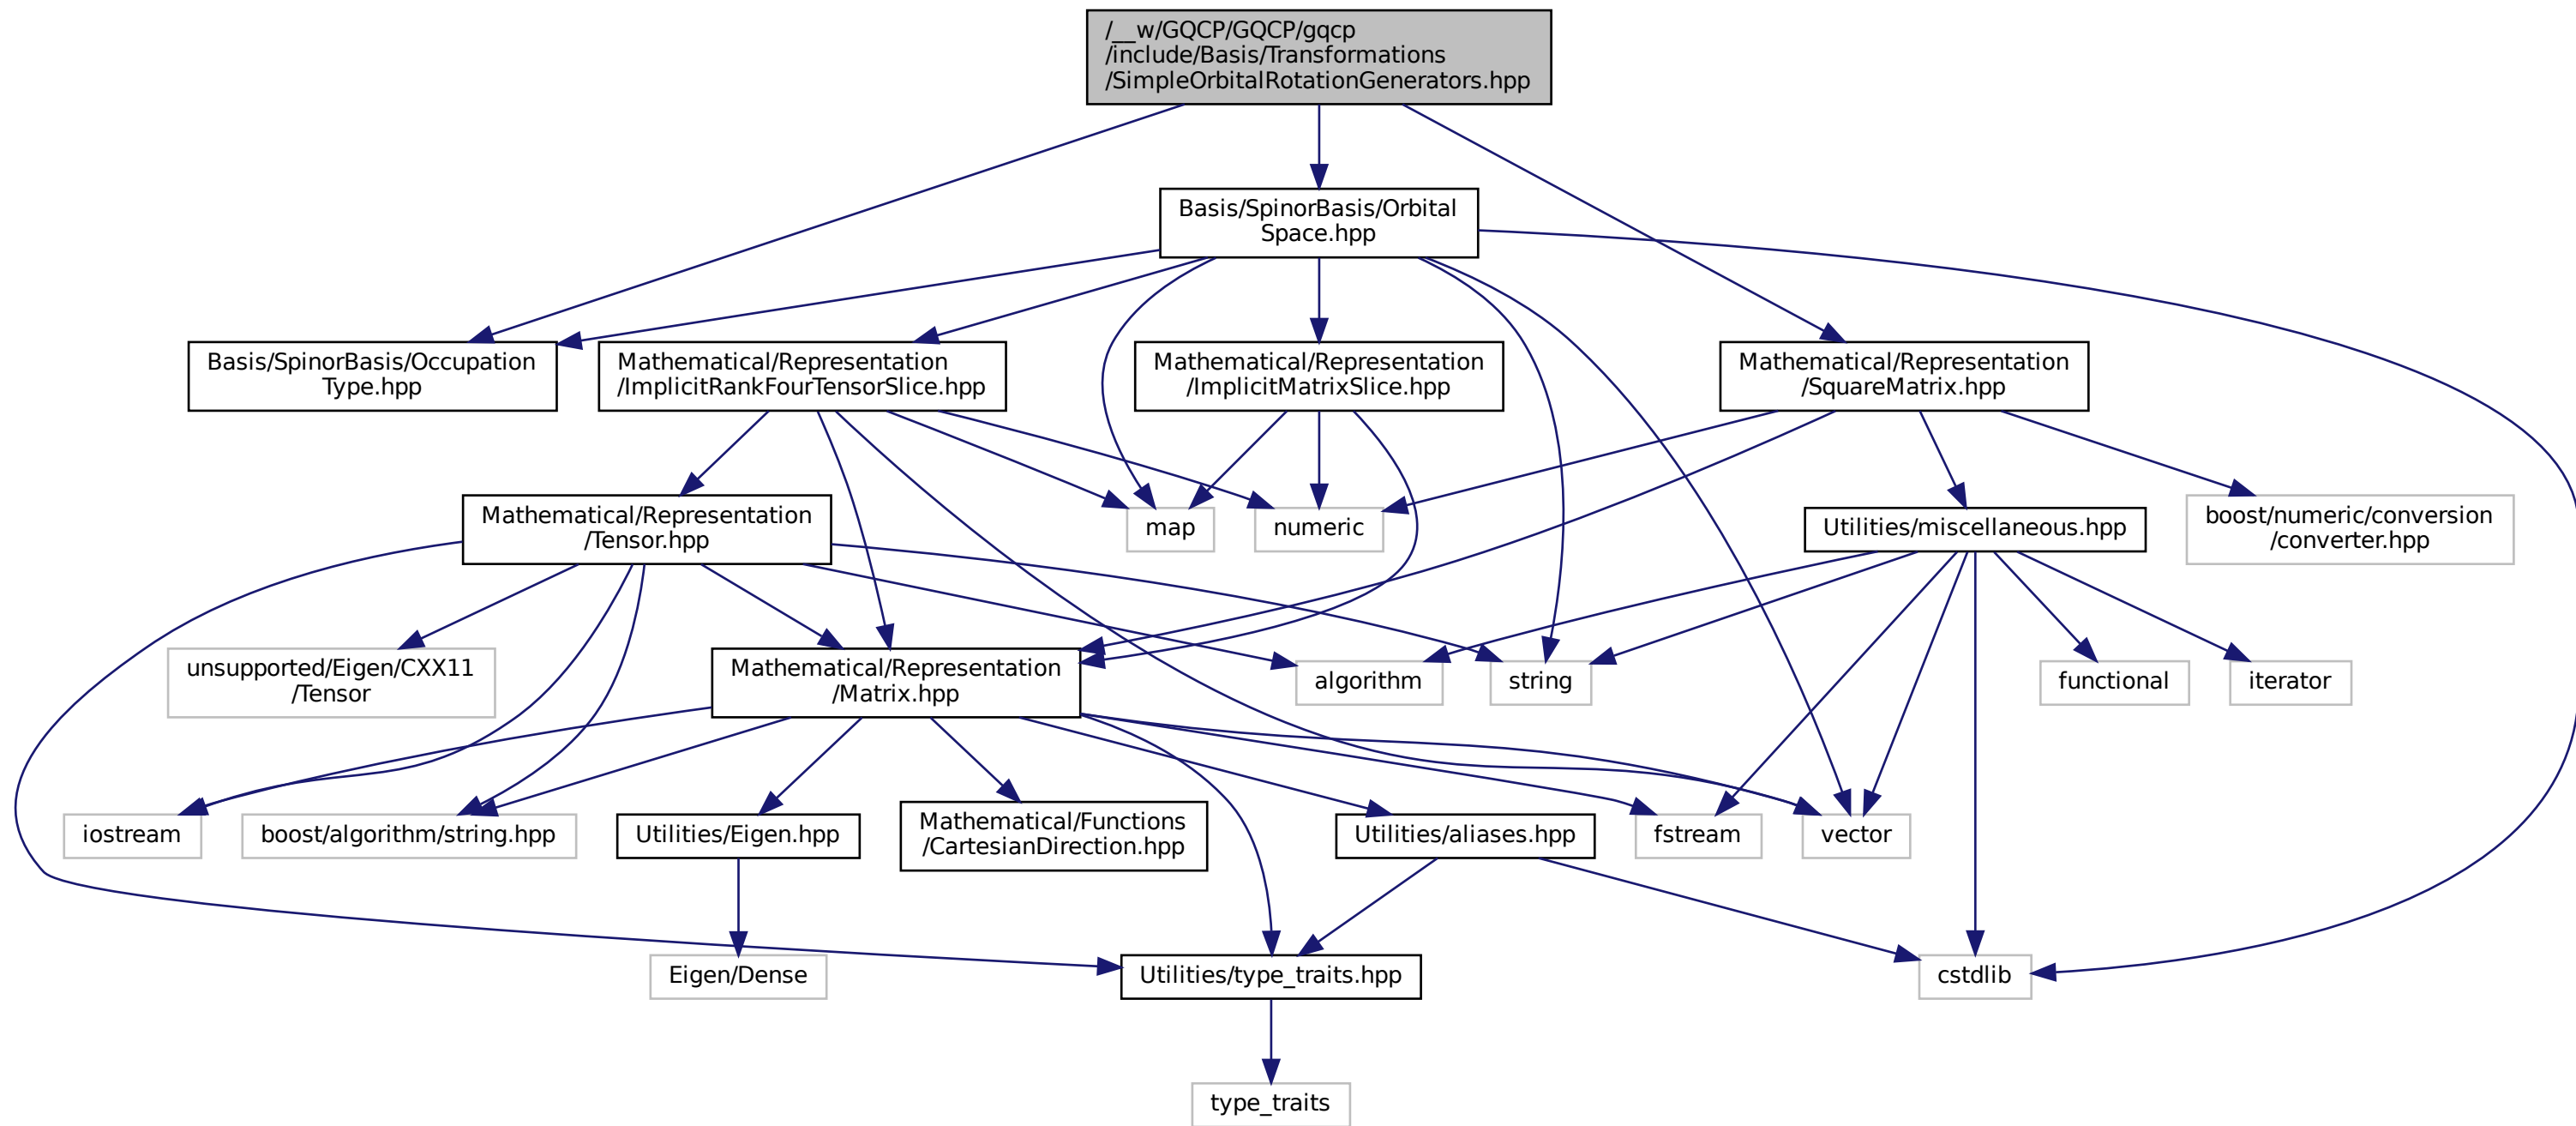 /__w/GQCP/GQCP/gqcp
/include/Basis/Transformations
/SimpleOrbitalRotationGenerators.hpp
Basis/SpinorBasis/Orbital
Space.hpp
Basis/SpinorBasis/Occupation
Type.hpp
Mathematical/Representation
/ImplicitRankFourTensorSlice.hpp
Mathematical/Representation
/ImplicitMatrixSlice.hpp
Mathematical/Representation
/SquareMatrix.hpp
Mathematical/Representation
/Tensor.hpp
map
numeric
Utilities/miscellaneous.hpp
boost/numeric/conversion
/converter.hpp
unsupported/Eigen/CXX11
/Tensor
Mathematical/Representation
/Matrix.hpp
algorithm
string
functional
iterator
iostream
boost/algorithm/string.hpp
Utilities/Eigen.hpp
Mathematical/Functions
/CartesianDirection.hpp
Utilities/aliases.hpp
fstream
vector
Eigen/Dense
Utilities/type_traits.hpp
cstdlib
type_traits